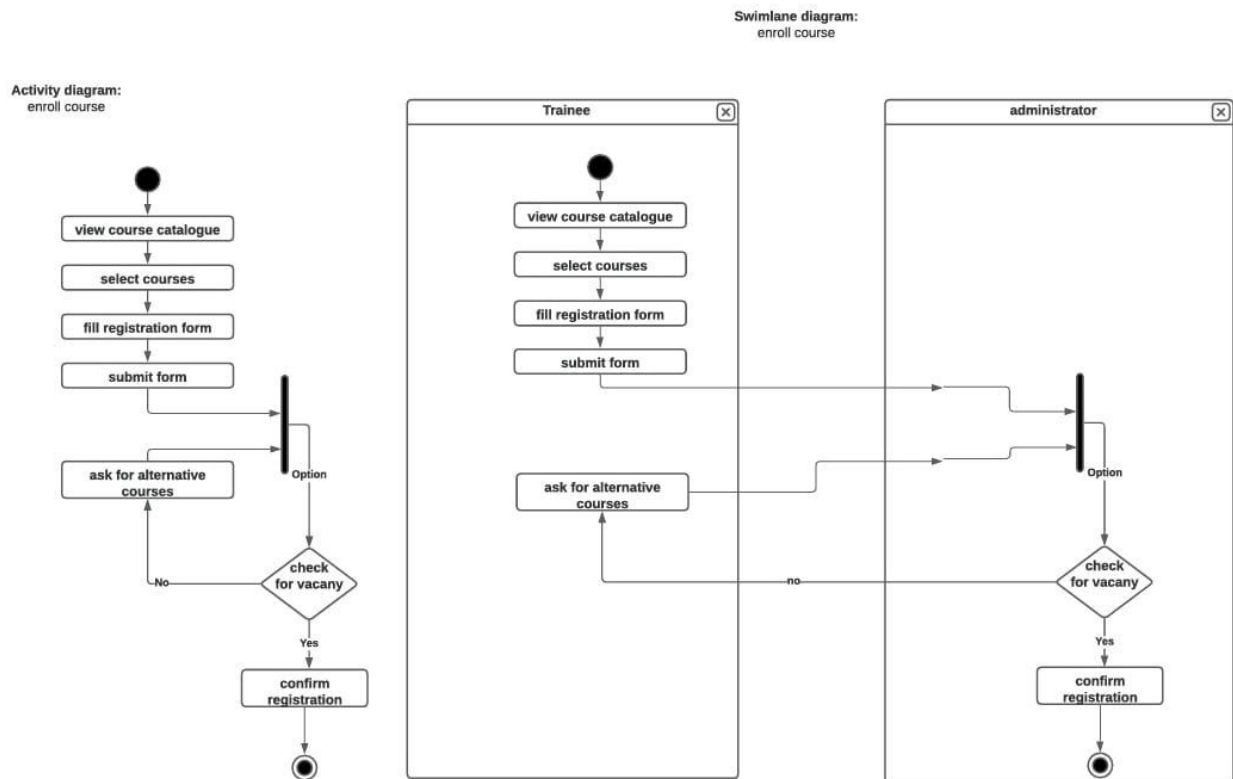 Swimlane diagram:
enroll course
Activity diagram:
enroll course
view course catalogue
select courses
fill registration form
submit form
ask for alternative
courses
Option
check
for vacany
No
Yes
confirm
registration
Trainee
view course catalogue
select courses
fill registration form
submit form
ask for alternative
courses
no
administrator
Option
check
for vacany
Yes
confirm
registration